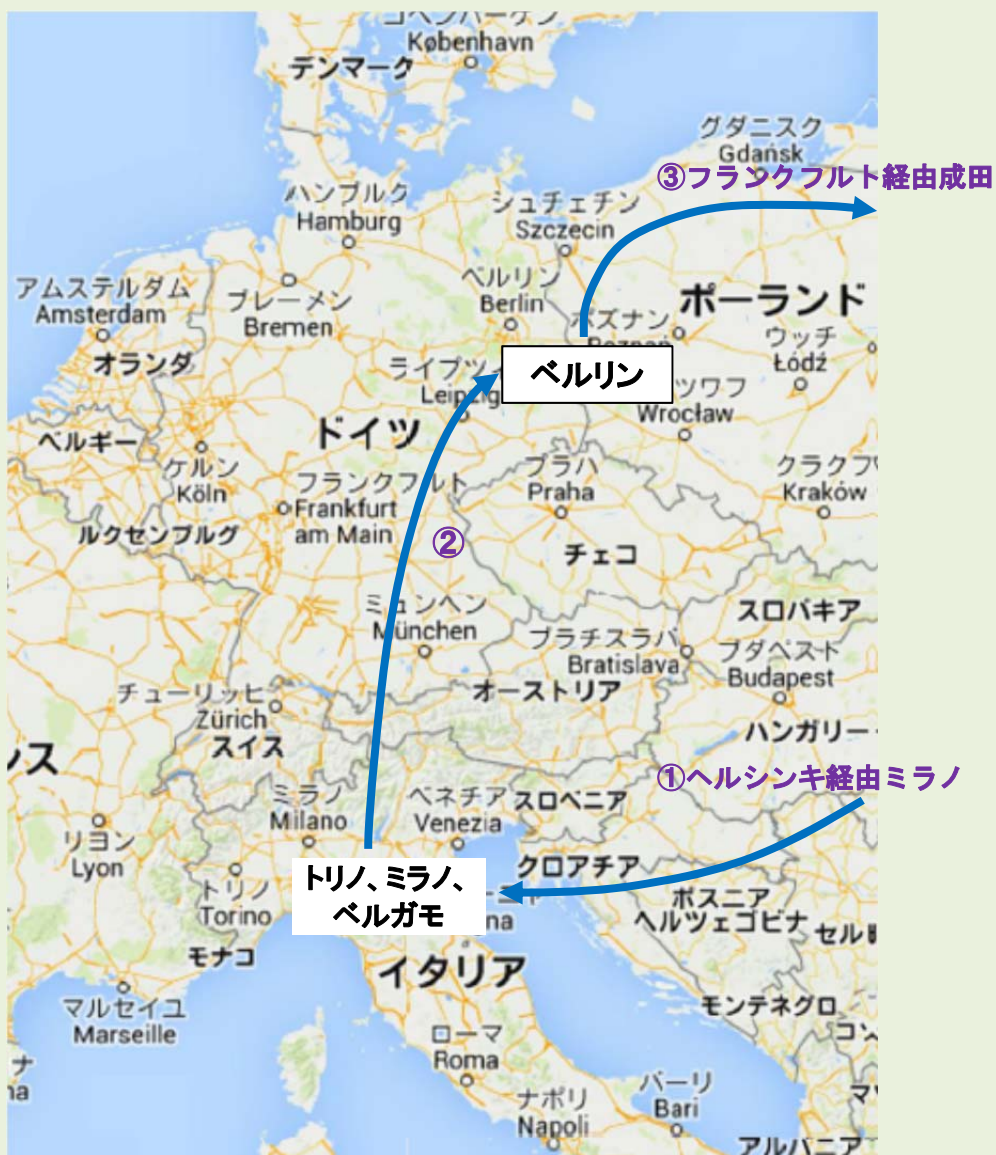 コペンハーゲン
København
デンマーク
グダニスク
Gdańsk
③フランクフルト経由成田
ハンブルク
Hamburg
シュチェチン
Szczecin
アムステルダム
Amsterdam
ブレーメン
Bremen
ベルリン
Berlin
ポーランド
ポズナン
Poznań
ウッチ
Łódź
オランダ
ライプツィ
Leipzig
ベルリン
ツワフ
Wrocław
ベルギー
ドイツ
ケルン
Köln
フランクフルト
Frankfurt
am Main
プラハ
Praha
クラクフ
Kraków
ルクセンブルグ
②
チェコ
ミュンヘン
München
スロバキア
ブラチスラバ
Bratislava
ブダペスト
Budapest
チューリッヒ
Zürich
オーストリア
スイス
ハンガリー
ンス
①ヘルシンキ経由ミラノ
ミラノ
Milano
ベネチア
Venezia
スロベニア
リヨン
Lyon
トリノ、ミラノ、
ベルガモ
クロアチア
トリノ
Torino
ボスニア
ヘルツェゴビナ
na
セル
モナコ
イタリア
マルセイユ
Marseille
モンテネグロ
コ
ローマ
Roma
ナ
na
バーリ
Bari
マ
ナポリ
Napoli
アルバニア